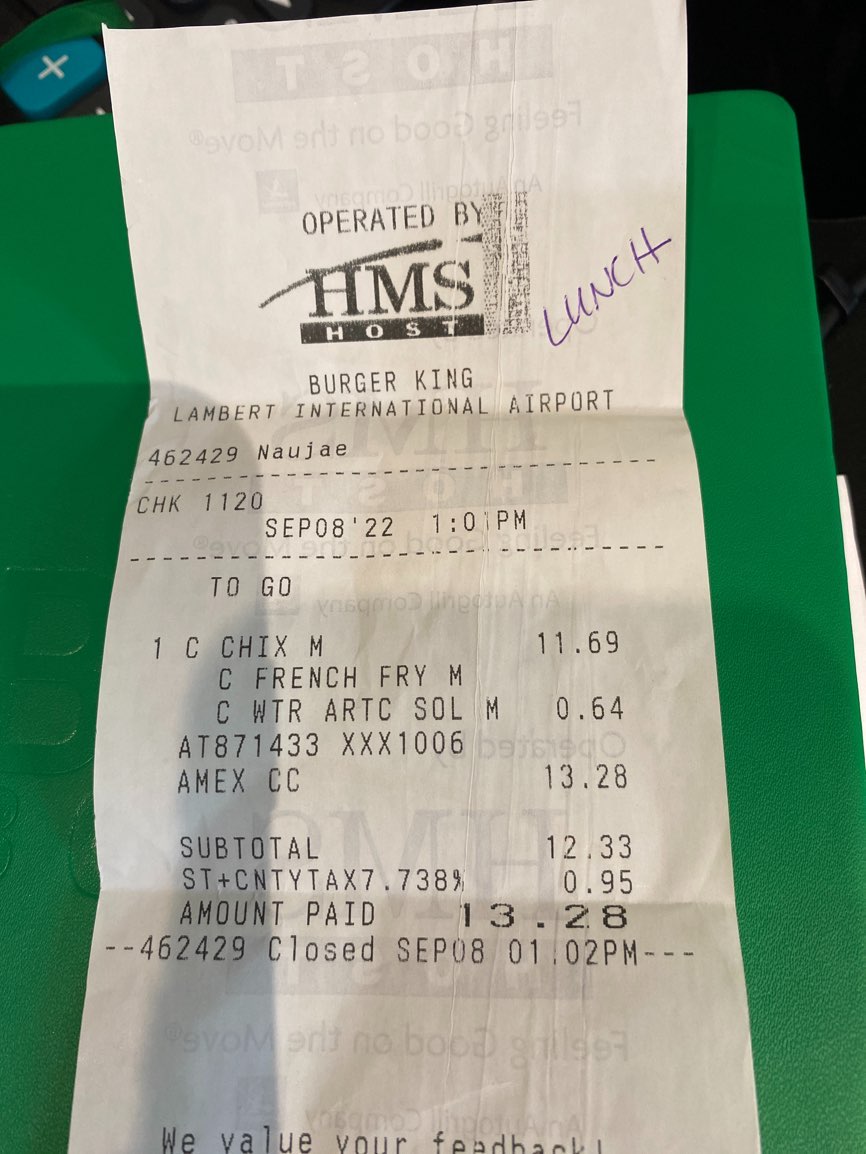 OPERATED BY
HMS
HOST
LUNCH
BURGER KING
LAMBERT INTERNATIONAL AIRPORT
462429 Naujae
CHK 1120
SEP08'22 1:01PM
TO GO
1 C CHIX M 11.69
C FRENCH FRY M
C WTR ARTC SOL M 0.64
AT871433 XXX1006
AMEX CC 13.28
SUBTOTAL 12.33
ST+CNTYTAX7.738% 0.95
AMOUNT PAID 13.28
--462429 Closed SEP08 01:02PM---
We value your feedback!